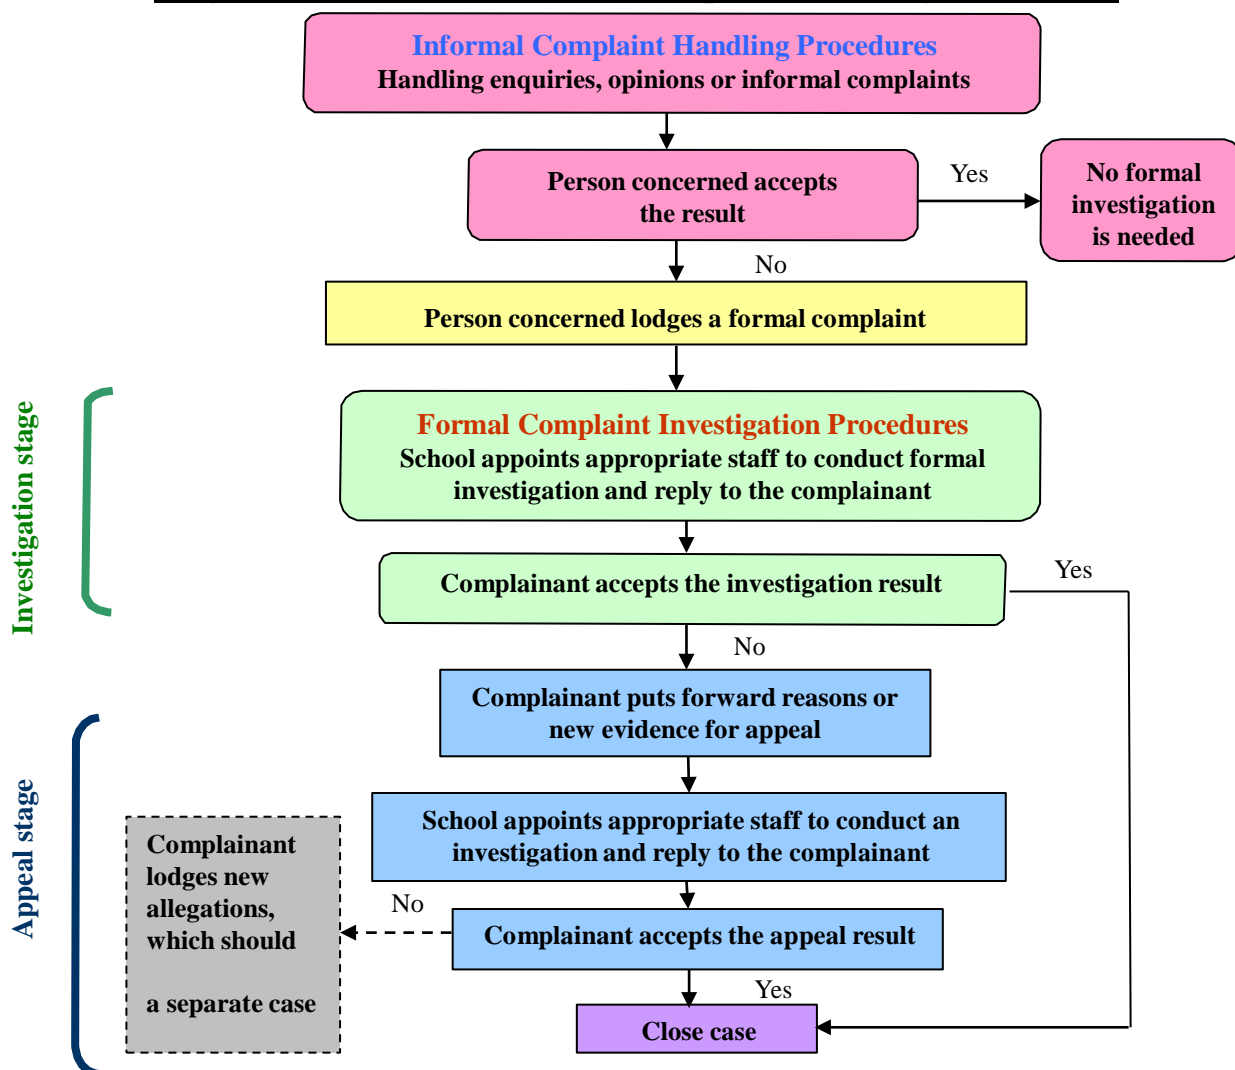 Informal Complaint Handling Procedures
Handling enquiries, opinions or informal complaints
Person concerned accepts
the result
Yes
No formal
investigation
is needed
No
Person concerned lodges a formal complaint
Investigation stage
Formal Complaint Investigation Procedures
School appoints appropriate staff to conduct formal
investigation and reply to the complainant
Complainant accepts the investigation result
Yes
No
Complainant puts forward reasons or
new evidence for appeal
Appeal stage
School appoints appropriate staff to conduct an
investigation and reply to the complainant
Complainant
lodges new
allegations,
which should
a separate case
No
Complainant accepts the appeal result
Yes
Close case